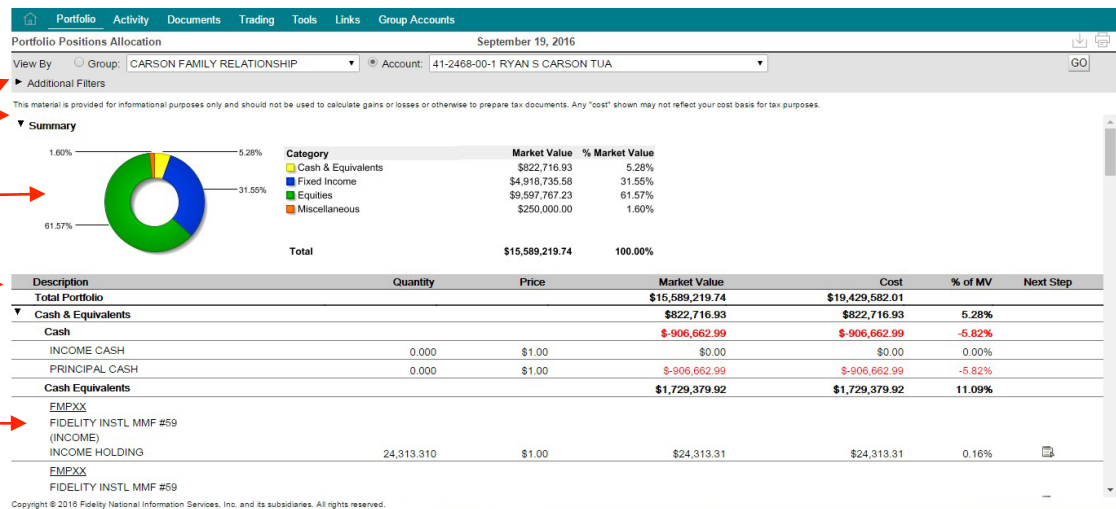 Portfolio Activity Documents Trading Tools Links Group Accounts
Portfolio Positions Allocation September 19, 2016
View By Group: CARSON FAMILY RELATIONSHIP Account: 41-2468-00-1 RYAN S CARSON TUA GO
Additional Filters
This material is provided for informational purposes only and should not be used to calculate gains or losses or otherwise to prepare tax documents. Any "cost" shown may not reflect your cost basis for tax purposes.
Summary
1.60% 5.28%
31.55%
61.57%
Category Market Value % Market Value
Cash & Equivalents $822,716.93 5.28%
Fixed Income $4,918,735.58 31.55%
Equities $9,597,767.23 61.57%
Miscellaneous $250,000.00 1.60%
Total $15,589,219.74 100.00%
Description Quantity Price Market Value Cost % of MV Next Step
Total Portfolio $15,589,219.74 $19,429,582.01
Cash & Equivalents $822,716.93 $822,716.93 5.28%
Cash $-906,662.99 $-906,662.99 -5.82%
INCOME CASH 0.000 $1.00 $0.00 $0.00 0.00%
PRINCIPAL CASH 0.000 $1.00 $-906,662.99 $-906,662.99 -5.82%
Cash Equivalents $1,729,379.92 $1,729,379.92 11.09%
FMPXX
FIDELITY INSTL MMF #59
(INCOME)
INCOME HOLDING 24,313.310 $1.00 $24,313.31 $24,313.31 0.16%
FMPXX
FIDELITY INSTL MMF #59
Copyright © 2016 Fidelity National Information Services, Inc. and its subsidiaries. All rights reserved.